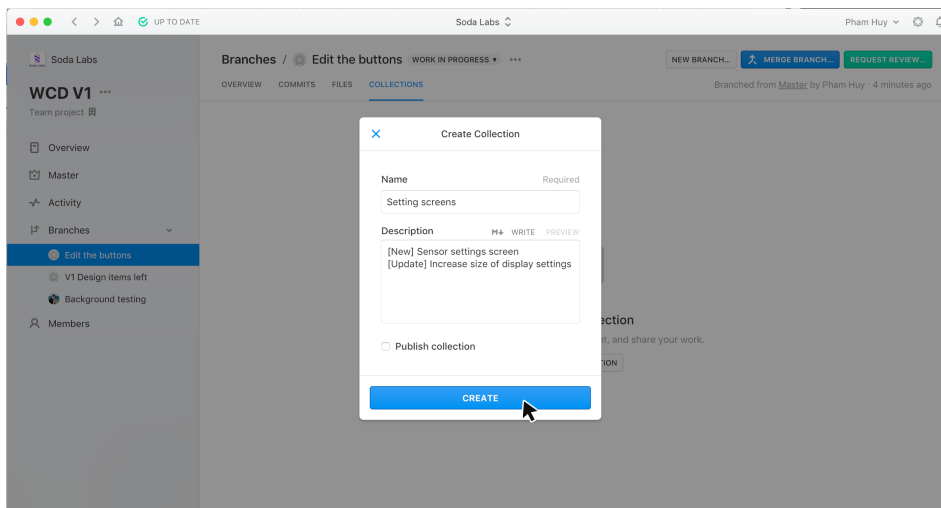 UP TO DATE
Soda Labs
Pham Huy
Soda Labs
WCD V1
Team project
Overview
Master
Activity
Branches
Edit the buttons
V1 Design items left
Background testing
Members
Branches / Edit the buttons WORK IN PROGRESS
NEW BRANCH... MERGE BRANCH... REQUEST REVIEW...
OVERVIEW COMMITS FILES COLLECTIONS
Branched from Master by Pham Huy · 4 minutes ago
Create Collection
Name Required
Setting screens
Description M↓ WRITE PREVIEW
[New] Sensor settings screen
[Update] Increase size of display settings
Publish collection
CREATE
and share your work.